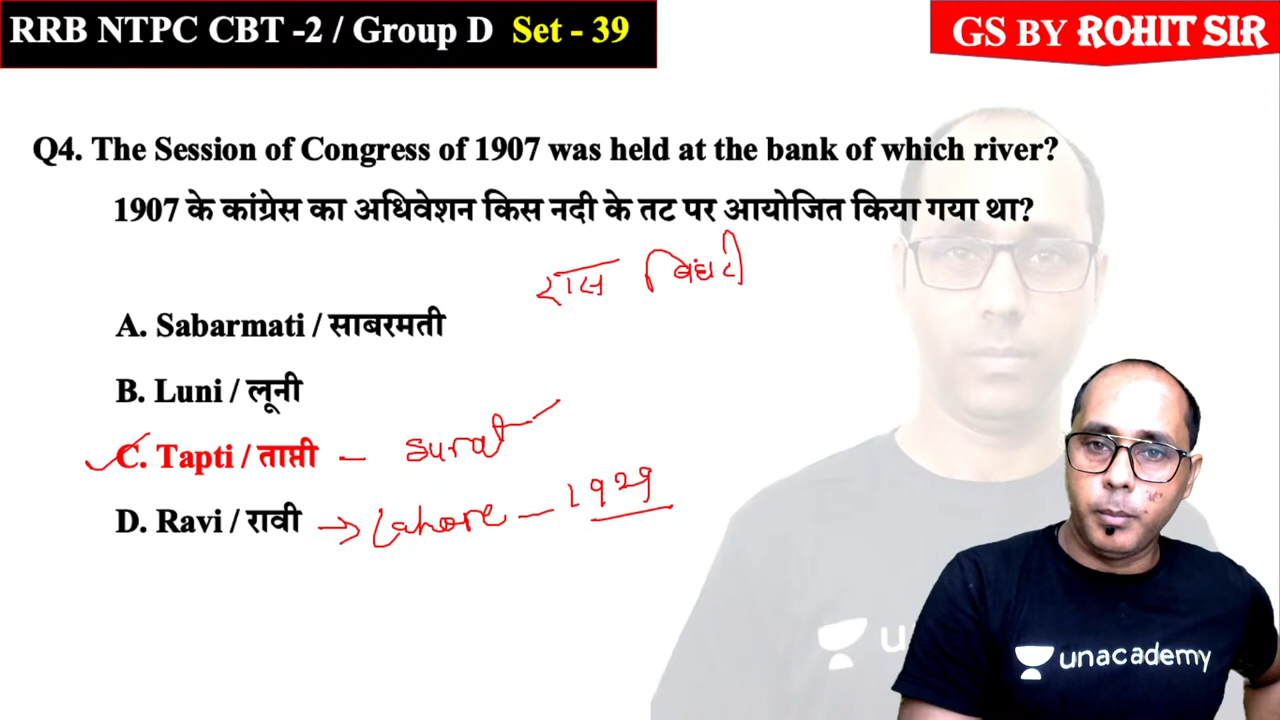 RRB NTPC CBT -2 / Group D Set - 39
GS BY ROHIT SIR
Q4. The Session of Congress of 1907 was held at the bank of which river?
1907 के कांग्रेस का अधिवेशन किस नदी के तट पर आयोजित किया गया था?
रास
A. Sabarmati / साबरमती
B. Luni / लूनी
C. Tapti / ताप्ती - surat
D. Ravi / रावी → Lahore - 1929
unacademy